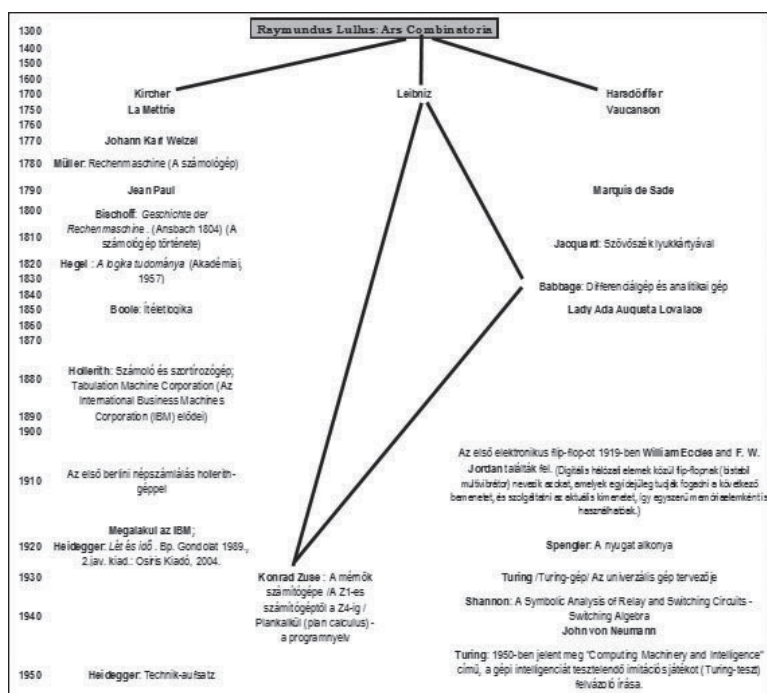 Raymundus Lullus: Ars Combinatoria
1300
1400
1500
1600
1700
Kircher
Leibniz
Harsdörffer
1750
La Mettrie
Vaucanson
1760
1770
Johann Karl Wetzel
1780
Müller: Rechenmaschine (A számológép)
1790
Jean Paul
Marquis de Sade
1800
Bischoff: Geschichte der
Rechenmaschine. (Ansbach 1804) (A
számológép története)
1810
Jacquard: Szövőszék lyukkártyával
1820
Hegel : A logika tudománya (Akadémiai,
1957)
1830
Babbage: Differenciálgép és analitikai gép
1840
1850
Boole: Ítéletlogika
Lady Ada Augusta Lovalace
1860
1870
1880
Hollerith: Számoló és szortírozógép;
Tabulation Machine Corporation (Az
International Business Machines
Corporation (IBM) elődei)
1890
1900
1910
Az első berlini népszámlálás hollerith-
géppel
Az első elektronikus flip-flop-ot 1919-ben William Eccles and F. W.
Jordan találták fel. (Digitális hálózati elemek közül flip-flopnak (bistabil
multivibrátor) nevezik azokat, amelyek egyidejűleg tudják fogadni a következő
bemenetet, és szolgáltatni az aktuális kimenetet, így egyszerű memóriaelemként is
használhatóak.)
Megalakul az IBM;
1920
Heidegger: Lét és idő. Bp. Gondolat 1989.,
2.jav. kiad.: Osiris Kiadó, 2004.
Spengler: A nyugat alkonya
1930
Konrad Zuse : A mérnök
számítógépe /A Z1-es
számítógéptől a Z4-ig /
Plankalkül (plan calculus) -
a programnyelv
Turing /Turing-gép/ Az univerzális gép tervezője
1940
Shannon: A Symbolic Analysis of Relay and Switching Circuits -
Switching Algebra
John von Neumann
1950
Heidegger: Technik-aufsatz
Turing: 1950-ben jelent meg "Computing Machinery and Intelligence"
című, a gépi intelligenciát tesztelendő imitációs játékot (Turing-teszt)
felvázoló írása.